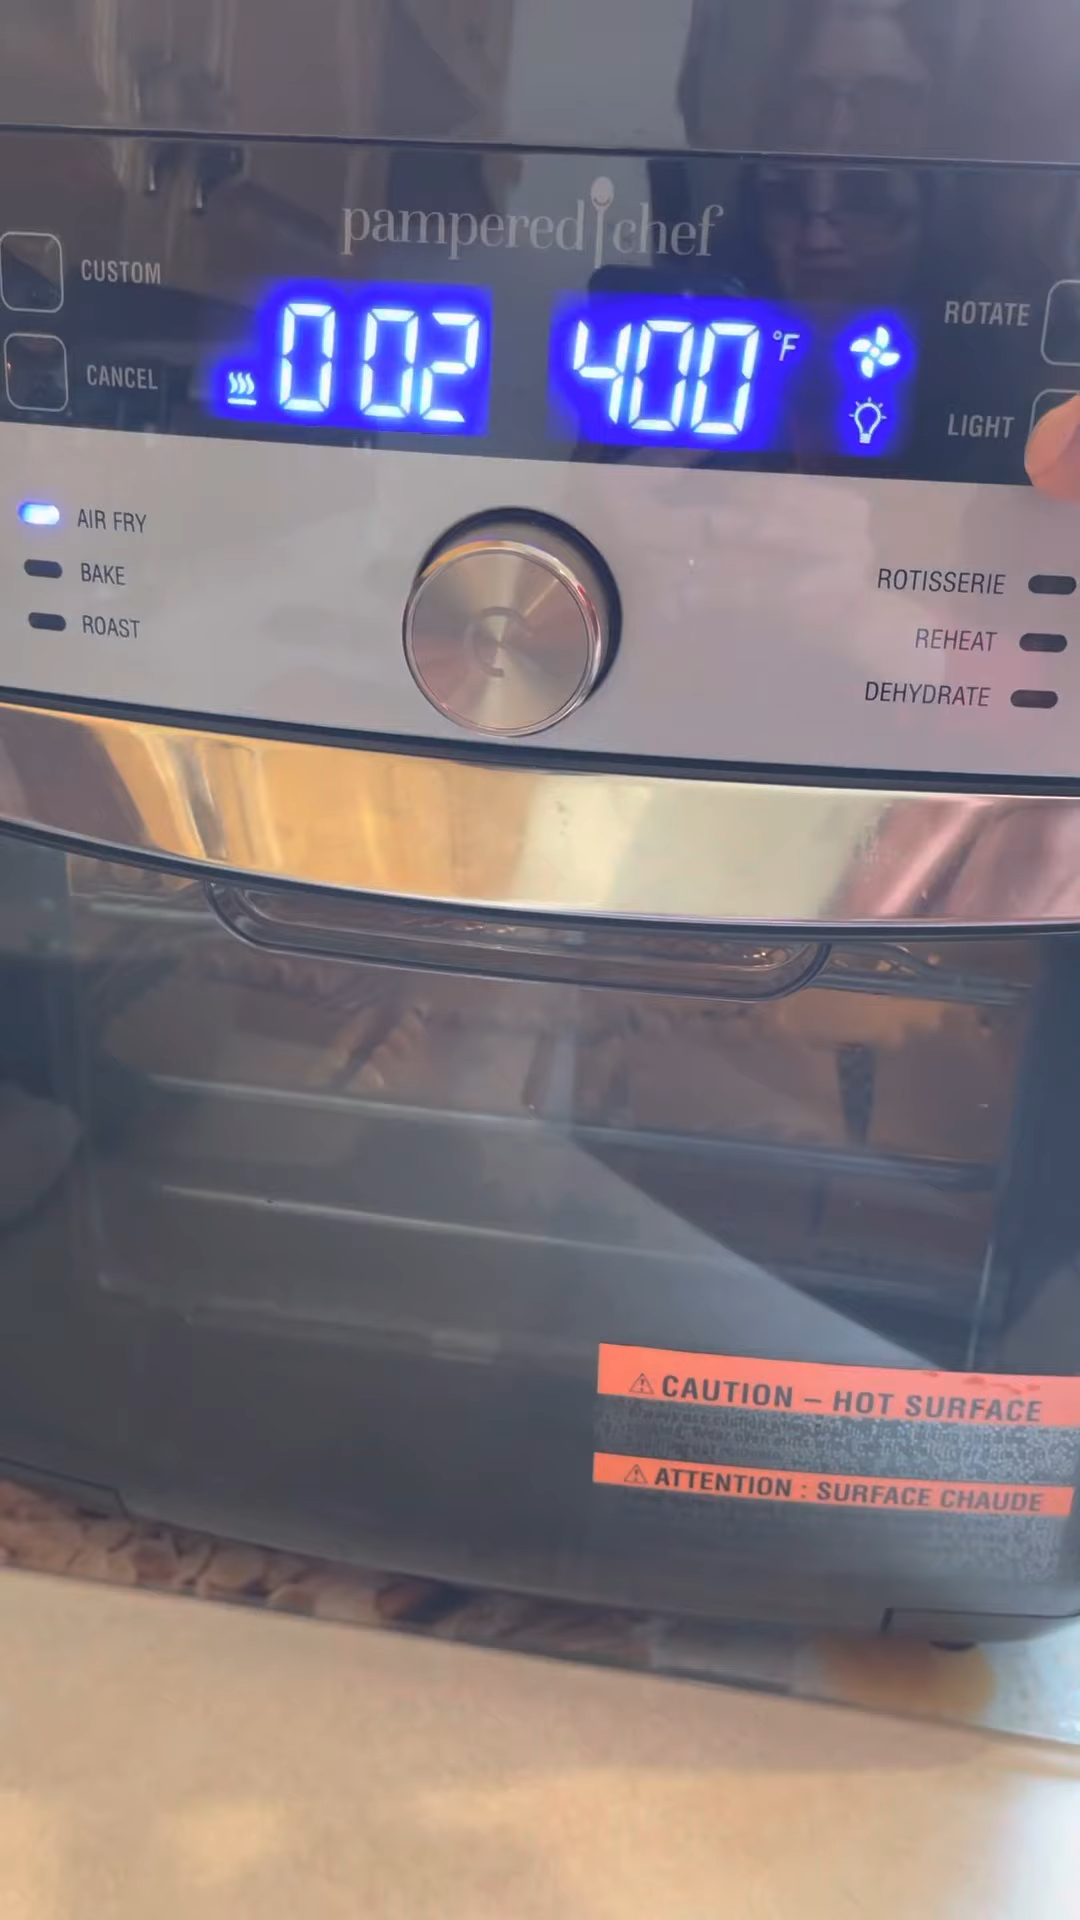 pampered chef
CUSTOM
CANCEL
002
400 °F
ROTATE
LIGHT
AIR FRY
BAKE
ROAST
ROTISSERIE
REHEAT
DEHYDRATE
⚠ CAUTION – HOT SURFACE
⚠ ATTENTION : SURFACE CHAUDE